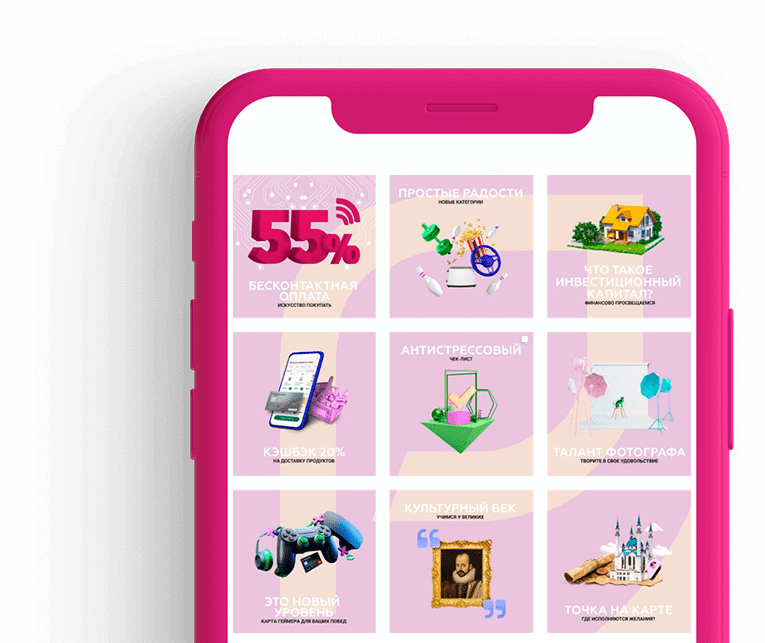 55%
БЕСКОНТАКТНАЯ
ОПЛАТА
ИСКУССТВО ПОКУПАТЬ
ПРОСТЫЕ РАДОСТИ
НОВЫЕ КАТЕГОРИИ
ЧТО ТАКОЕ
ИНВЕСТИЦИОННЫЙ
КАПИТАЛ?
ФИНАНСОВО ПРОСВЕЩАЕМСЯ
КЭШБЭК 20%
НА ДОСТАВКУ ПРОДУКТОВ
АНТИСТРЕССОВЫЙ
ЧЕК-ЛИСТ
ТАЛАНТ ФОТОГРАФА
ТВОРИТЕ В СВОЕ УДОВОЛЬСТВИЕ
ЭТО НОВЫЙ
УРОВЕНЬ
КАРТА ГЕЙМЕРА ДЛЯ ВАШИХ ПОБЕД
КУЛЬТУРНЫЙ ВЕК
УЧИМСЯ У ВЕЛИКИХ
ТОЧКА НА КАРТЕ
ГДЕ ИСПОЛНЯЮТСЯ ЖЕЛАНИЯ?